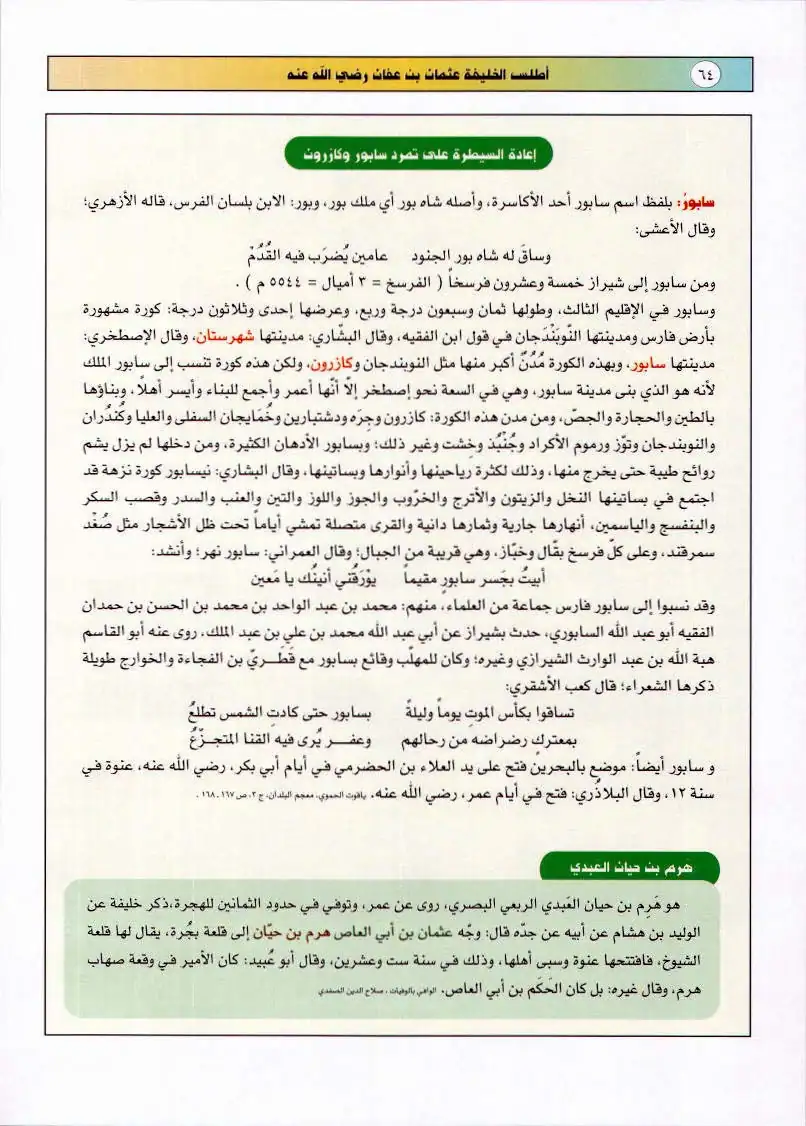 ٦٤
أطلس الخليفة عثمان بن عفان رضي الله عنه
إعادة السيطرة على تمرد سابور وكازرون
سابورُ: بلفظ اسم سابور أحد الأكاسرة، وأصله شاه بور أي ملك بور، وبور: الابن بلسان الفرس، قاله الأزهري؛
وقال الأعشى:
وساقَ له شاه بور الجنود عامين يُضرَب فيه القُدُمْ
ومن سابور إلى شيراز خمسة وعشرون فرسخاً ( الفرسخ = ٣ أميال = ٥٥٤٤ م ) .
وسابور في الإقليم الثالث، وطولها ثمان وسبعون درجة وربع، وعرضها إحدى وثلاثون درجة: كورة مشهورة
بأرض فارس ومدينتها النُّوبَنْدَجان في قول ابن الفقيه، وقال البشّاري: مدينتها شهرستان، وقال الإصطخري:
مدينتها سابور، وبهذه الكورة مُدُنٌ أكبر منها مثل النوبندجان وكازرون، ولكن هذه كورة تنسب إلى سابور الملك
لأنه هو الذي بنى مدينة سابور، وهي في السعة نحو إصطخر إلاّ أنّها أعمر وأجمع للبناء وأيسر أهلاً، وبناؤها
بالطين والحجارة والجصّ، ومن مدن هذه الكورة: كازرون وجِره ودشتبارين وخُمايجان السفلى والعليا وكُندُران
والنوبندجان وتوّز ورموم الأكراد وجُنْبُذ وخِشت وغير ذلك؛ وبسابور الأدهان الكثيرة، ومن دخلها لم يزل يشم
روائح طيبة حتى يخرج منها، وذلك لكثرة رياحينها وأنوارها وبساتينها، وقال البشاري: نيسابور كورة نزهة قد
اجتمع في بساتينها النخل والزيتون والأترج والخرّوب والجوز واللوز والتين والعنب والسدر وقصب السكر
والبنفسج والياسمين، أنهارها جارية وثمارها دانية والقرى متصلة تمشي أياماً تحت ظل الأشجار مثل صُغْد
سمرقند، وعلى كلّ فرسخ بقّال وخبّاز، وهي قريبة من الجبال؛ وقال العمراني: سابور نهر؛ وأنشد:
أبيتُ بجَسر سابورٍ مقيماً يؤرّقُني أنينُك يا مَعين
وقد نسبوا إلى سابور فارس جماعة من العلماء، منهم: محمد بن عبد الواحد بن محمد بن الحسن بن حمدان
الفقيه أبو عبد الله السابوري، حدث بشيراز عن أبي عبد الله محمد بن علي بن عبد الملك، روى عنه أبو القاسم
هبة الله بن عبد الوارث الشيرازي وغيره؛ وكان للمهلّب وقائع بسابور مع قَطَريّ بن الفجاءة والخوارج طويلة
ذكرها الشعراء؛ قال كعب الأشقري:
تساقوا بكأس الموتِ يوماً وليلةً بسابور حتى كادتِ الشمس تطلعُ
بمعتركٍ رضراضه من رحالهم وعفـــر يُرى فيه القنا المتجـزّعُ
و سابور أيضاً: موضع بالبحرين فتح على يد العلاء بن الحضرمي في أيام أبي بكر، رضي الله عنه، عنوة في
سنة ١٢، وقال البلاذُري: فتح في أيام عمر، رضي الله عنه. ياقوت الحموي، معجم البلدان، ج ٣، ص ١٦٧ـ ١٦٨ .
هرم بن حيان العبدي
هو هَرِم بن حيان العَبدي الربعي البصري، روى عن عمر، وتوفي في حدود الثمانين للهجرة،ذكر خليفة عن
الوليد بن هشام عن أبيه عن جدّه قال: وجّه عثمان بن أبي العاص هرم بن حيّان إلى قلعة بجُرة، يقال لها قلعة
الشيوخ، فافتتحها عنوة وسبى أهلها، وذلك في سنة ست وعشرين، وقال أبو عُبيد: كان الأمير في وقعة صهاب
هرم، وقال غيره: بل كان الحَكَم بن أبي العاص. الوافي بالوفيات ، صلاح الدين الصفدي